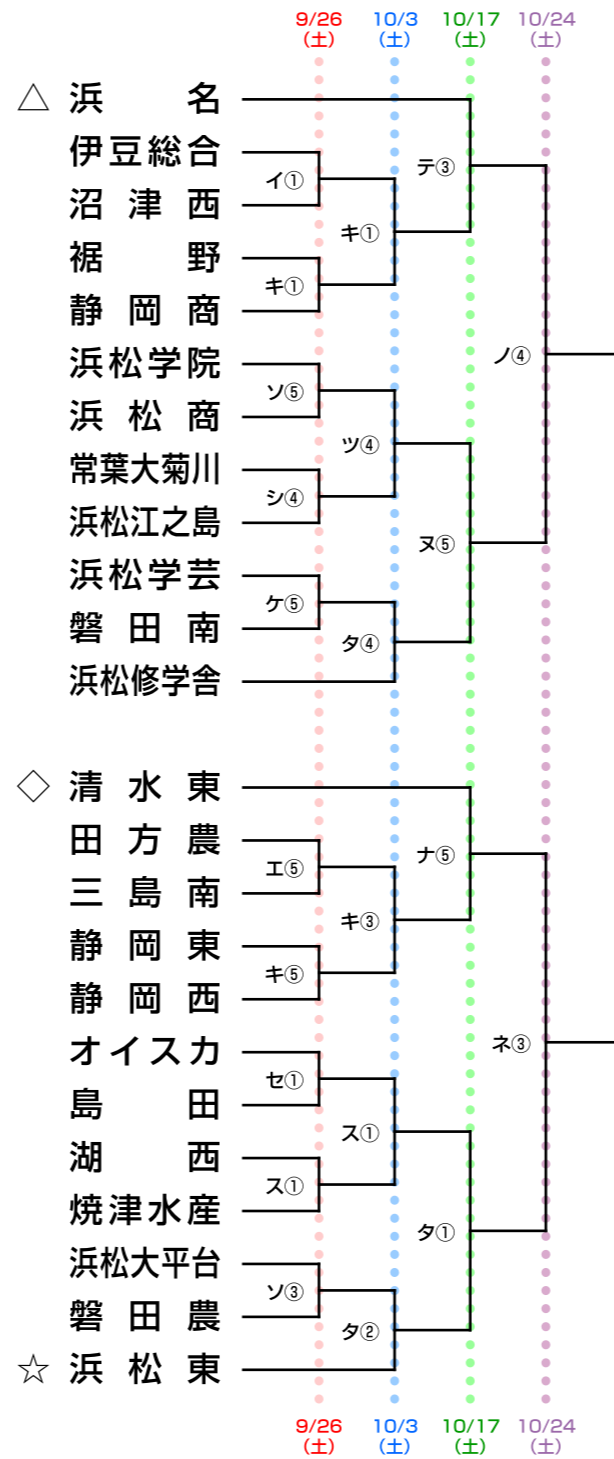 9/26 10/3 10/17 10/24
(土) (土) (土) (土)
△ 浜名
伊豆総合
イ①
沼津西
テ③
キ①
裾野
キ①
静岡商
浜松学院
ソ⑤
浜松商
ノ④
ツ④
常葉大菊川
シ④
浜松江之島
ヌ⑤
浜松学芸
ケ⑤
磐田南
タ④
浜松修学舎
◇ 清水東
田方農
ナ⑤
エ⑤
三島南
キ③
静岡東
キ⑤
静岡西
ネ③
オイスカ
セ①
島田
ス①
湖西
ス①
焼津水産
タ①
浜松大平台
ソ③
磐田農
タ②
☆ 浜松東
9/26 10/3 10/17 10/24
(土) (土) (土) (土)